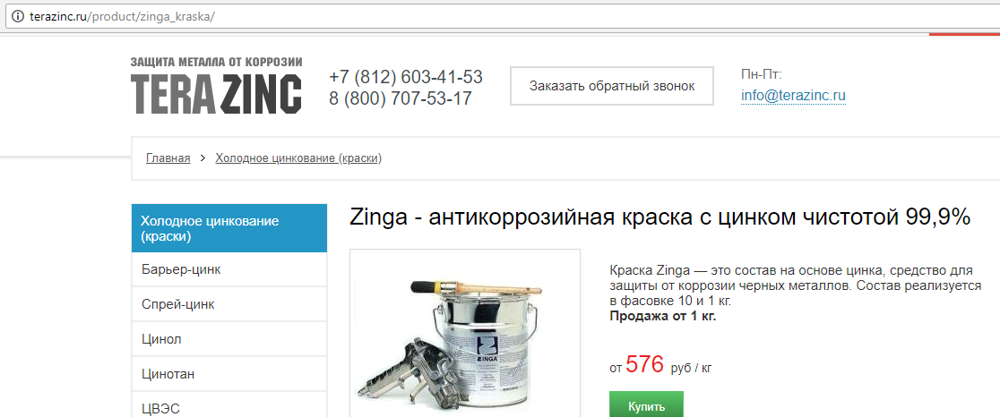 terazinc.ru/product/zinga_kraska/
ЗАЩИТА МЕТАЛЛА ОТ КОРРОЗИИ
TERA ZINC
+7 (812) 603-41-53
8 (800) 707-53-17
Заказать обратный звонок
Пн-Пт:
info@terazinc.ru
Главная > Холодное цинкование (краски)
Холодное цинкование
(краски)
Барьер-цинк
Спрей-цинк
Цинол
Цинотан
ЦВЭС
Zinga - антикоррозийная краска с цинком чистотой 99,9%
ZINGA
Краска Zinga — это состав на основе цинка, средство для
защиты от коррозии черных металлов. Состав реализуется
в фасовке 10 и 1 кг.
Продажа от 1 кг.
от 576 руб / кг
Купить